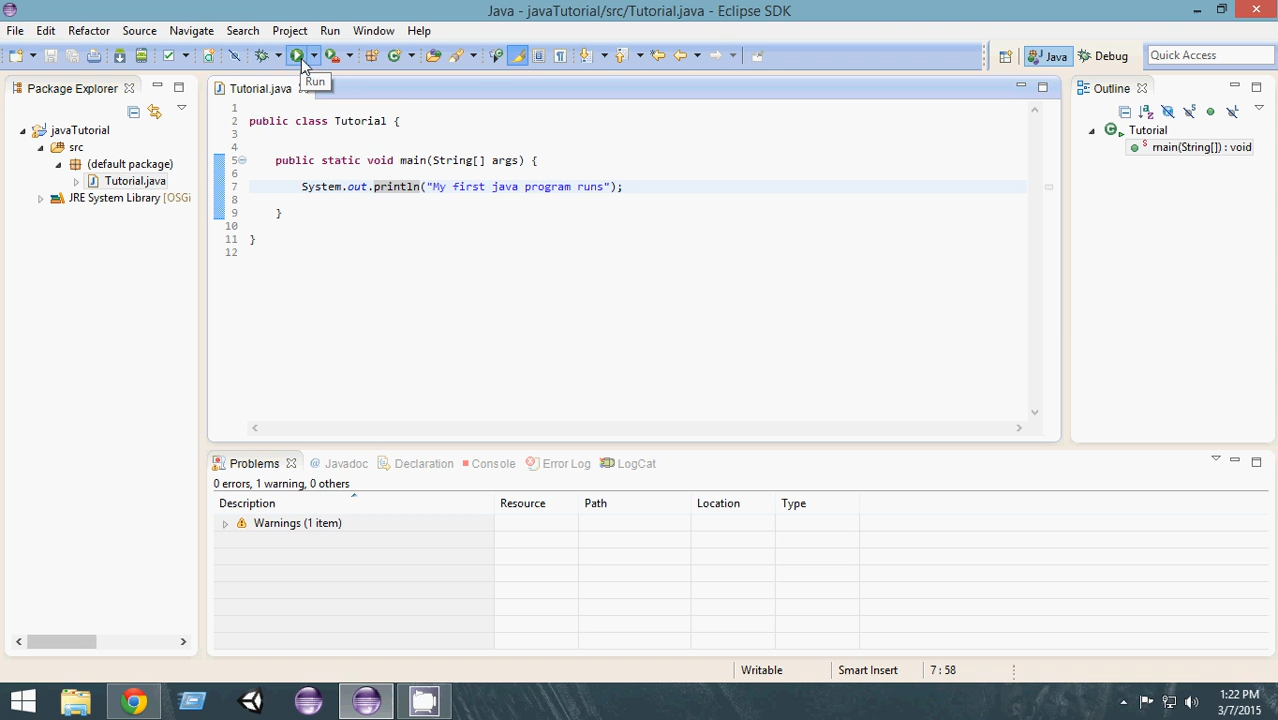 Java - javaTutorial/src/Tutorial.java - Eclipse SDK
File Edit Refactor Source Navigate Search Project Run Window Help
Java Debug Quick Access
Run
Package Explorer
Tutorial.java
Outline
javaTutorial
src
(default package)
Tutorial.java
JRE System Library [OSGi
1
2 public class Tutorial {
3
4
5 public static void main(String[] args) {
6
7 System.out.println("My first java program runs");
8
9 }
10
11 }
12
Tutorial
main(String[]) : void
Problems @ Javadoc Declaration Console Error Log LogCat
0 errors, 1 warning, 0 others
Description Resource Path Location Type
Warnings (1 item)
Writable Smart Insert 7 : 58
1:22 PM
3/7/2015